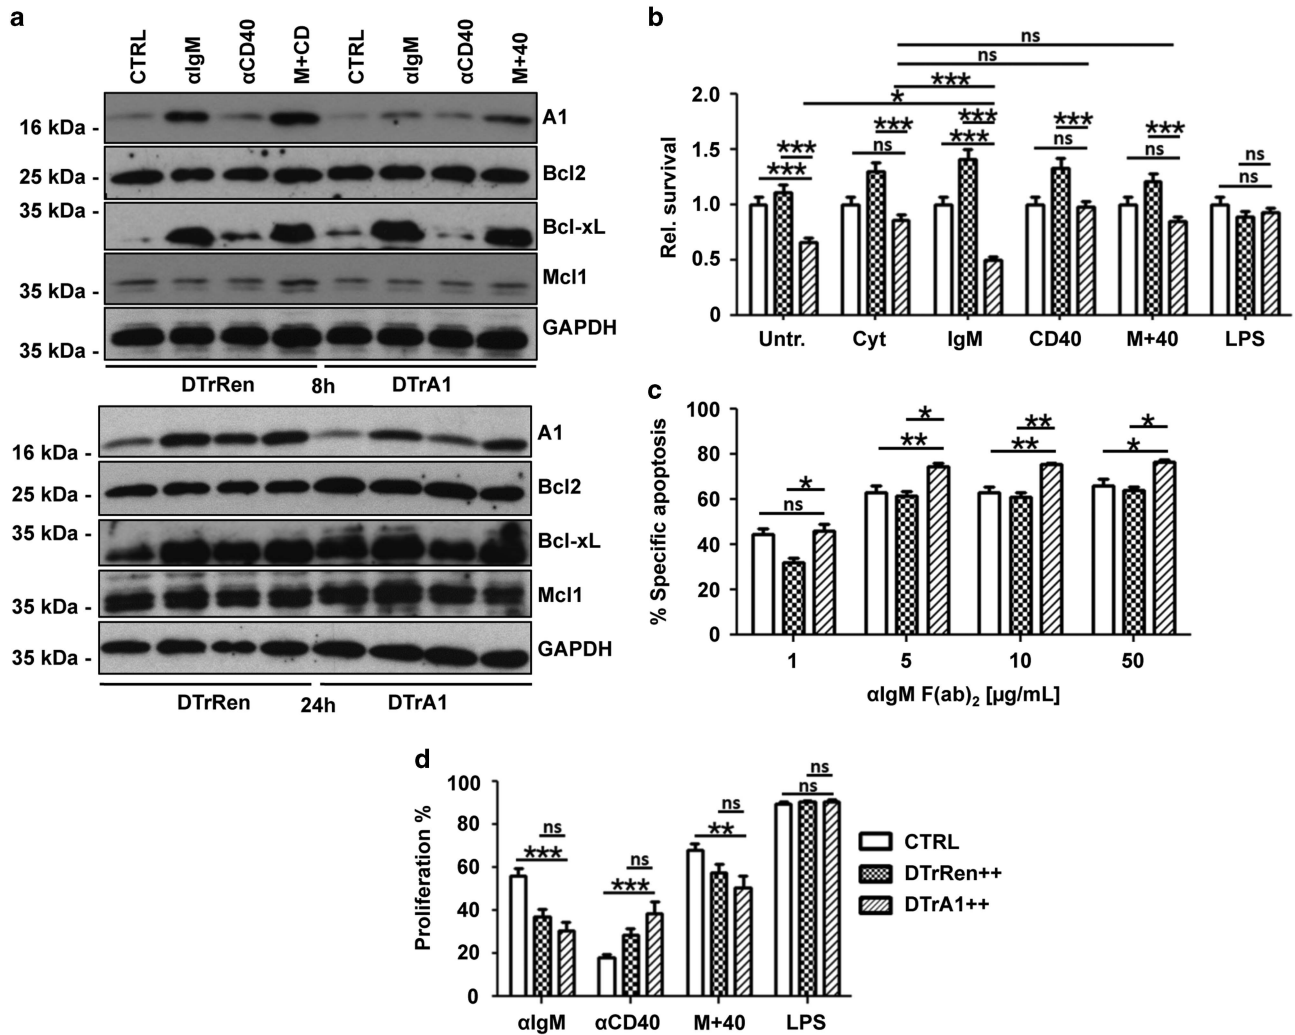 a
CTRL αIgM αCD40 M+CD CTRL αIgM αCD40 M+40
16 kDa - A1
25 kDa - Bcl2
35 kDa - Bcl-xL
35 kDa - Mcl1
35 kDa - GAPDH
DTrRen 8h DTrA1
16 kDa - A1
25 kDa - Bcl2
35 kDa - Bcl-xL
35 kDa - Mcl1
35 kDa - GAPDH
DTrRen 24h DTrA1
b
ns
ns
***
*
*** *** *** *** *** ns
*** ns *** ns ns ns
Rel. survival
2.0
1.5
1.0
0.5
0
Untr. Cyt IgM CD40 M+40 LPS
c
* ** *
** ** *
*
ns
% Specific apoptosis
100
80
60
40
20
0
1 5 10 50
αIgM F(ab)2 [µg/mL]
d
ns ns ns ns
*** *** ** ns
Proliferation %
100
80
60
40
20
0
αIgM αCD40 M+40 LPS
CTRL
DTrRen++
DTrA1++